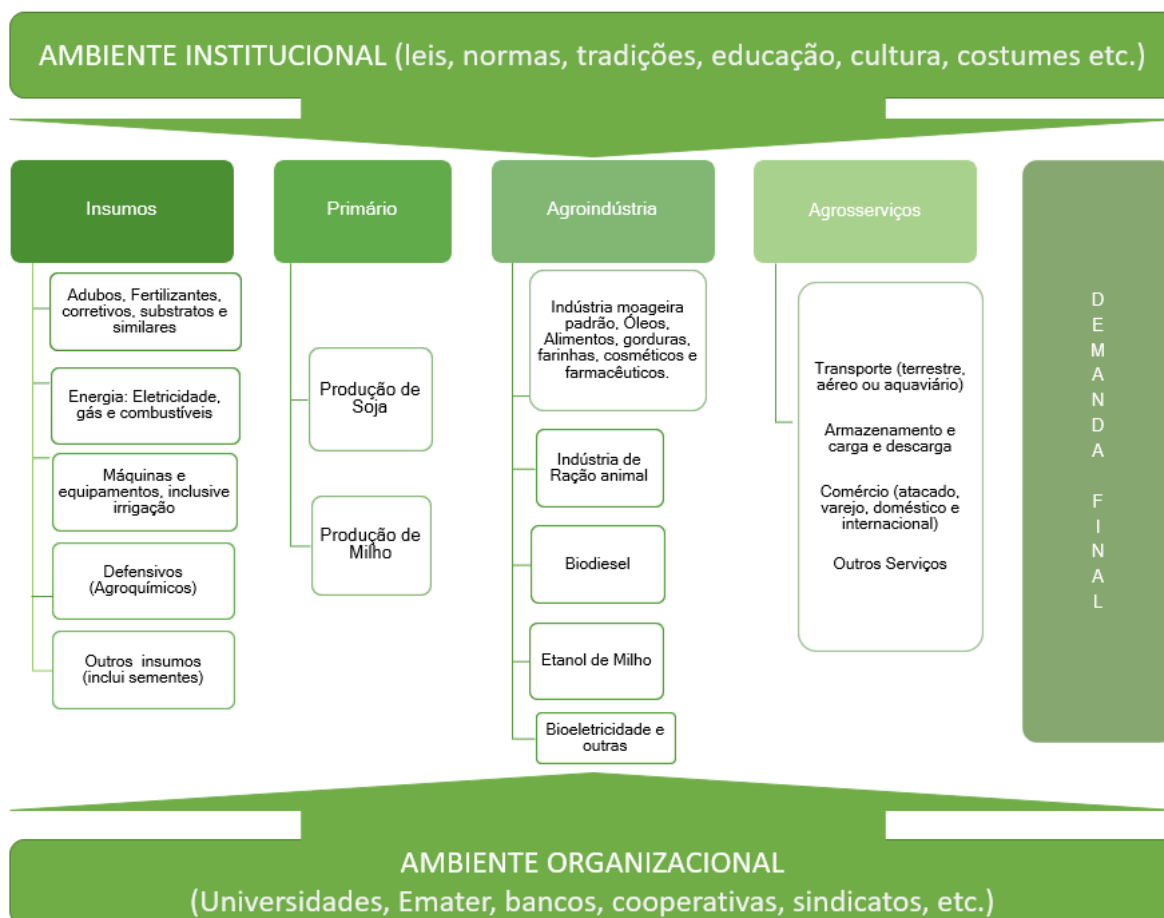 AMBIENTE INSTITUCIONAL (leis, normas, tradições, educação, cultura, costumes etc.)
Insumos
Adubos, Fertilizantes,
corretivos, substratos e
similares
Energia: Eletricidade,
gás e combustíveis
Máquinas e
equipamentos, inclusive
irrigação
Defensivos
(Agroquímicos)
Outros insumos
(inclui sementes)
Primário
Produção de
Soja
Produção de
Milho
Agroindústria
Indústria moageira
padrão, Óleos,
Alimentos, gorduras,
farinhas, cosméticos e
farmacêuticos.
Indústria de
Ração animal
Biodiesel
Etanol de Milho
Bioeletricidade e
outras
Agrosserviços
Transporte (terrestre,
aéreo ou aquaviário)
Armazenamento e
carga e descarga
Comércio (atacado,
varejo, doméstico e
internacional)
Outros Serviços
DEMANDA FINAL
AMBIENTE ORGANIZACIONAL
(Universidades, Emater, bancos, cooperativas, sindicatos, etc.)